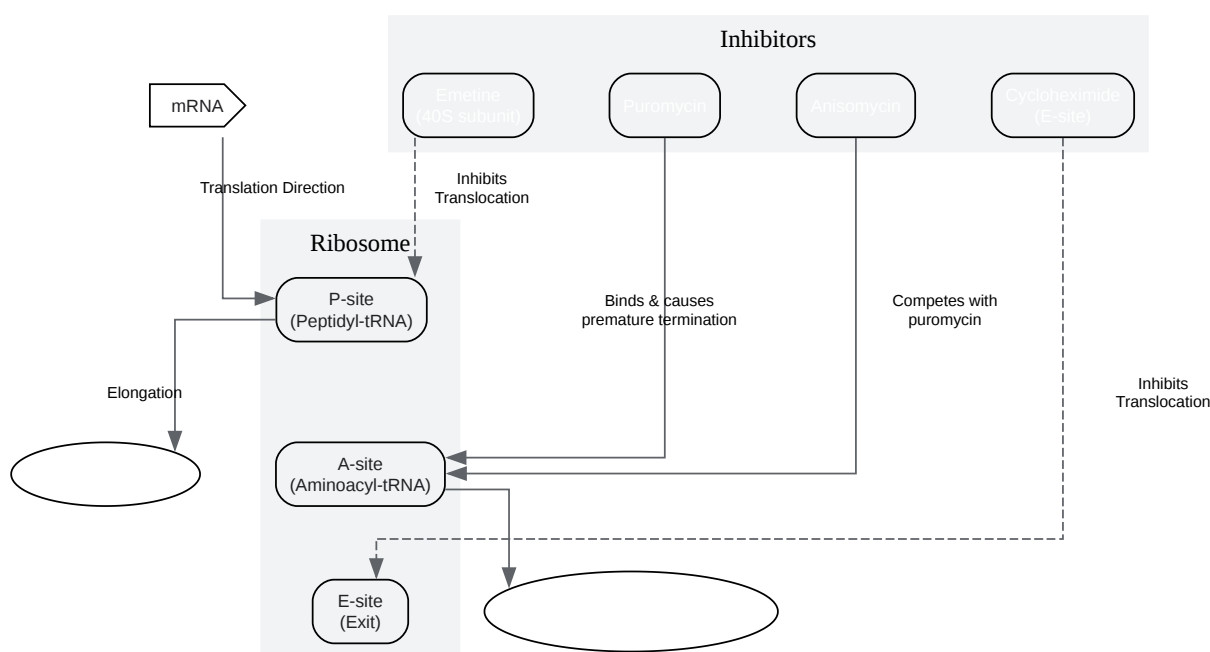 Inhibitors
mRNA
Emetine
(40S subunit)
Puromycin
Anisomycin
Cycloheximide
(E-site)
Translation Direction
Inhibits
Translocation
Ribosome
P-site
(Peptidyl-tRNA)
Binds & causes
premature termination
Competes with
puromycin
Elongation
Inhibits
Translocation
A-site
(Aminoacyl-tRNA)
E-site
(Exit)